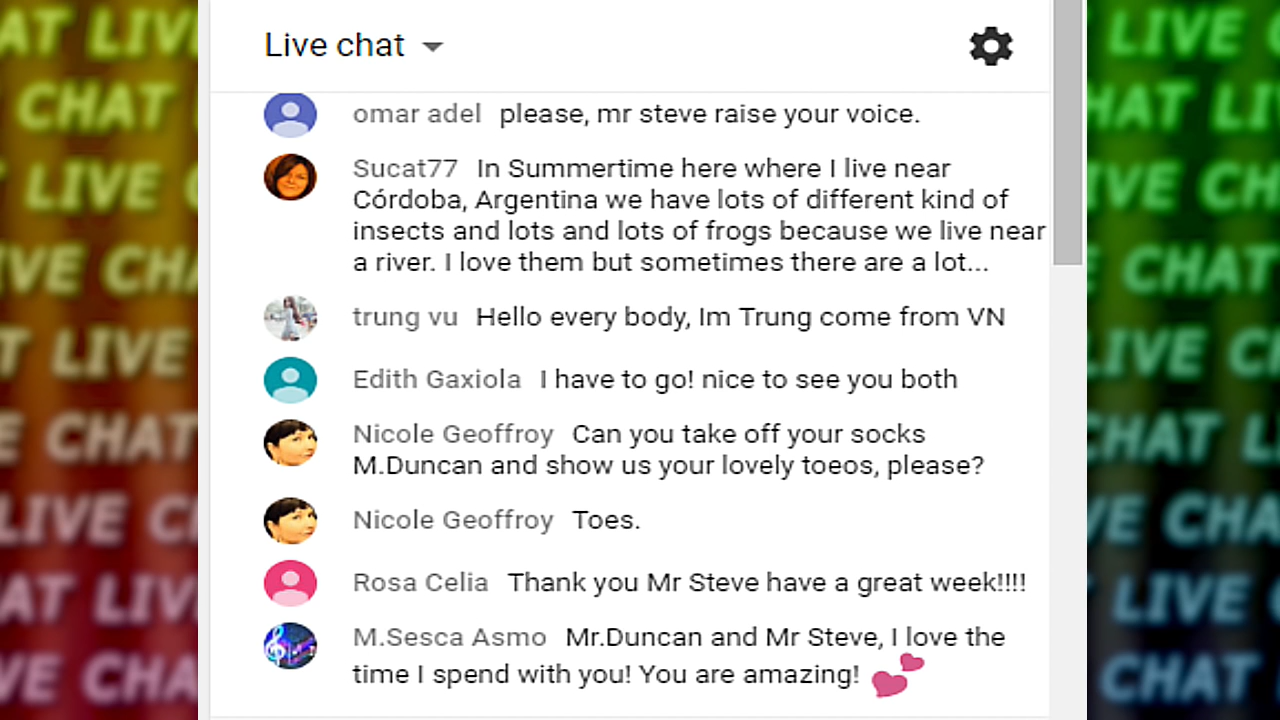 Live chat
omar adel please, mr steve raise your voice.
Sucat77 In Summertime here where I live near
Córdoba, Argentina we have lots of different kind of
insects and lots and lots of frogs because we live near
a river. I love them but sometimes there are a lot...
trung vu Hello every body, Im Trung come from VN
Edith Gaxiola I have to go! nice to see you both
Nicole Geoffroy Can you take off your socks
M.Duncan and show us your lovely toeos, please?
Nicole Geoffroy Toes.
Rosa Celia Thank you Mr Steve have a great week!!!!
M.Sesca Asmo Mr.Duncan and Mr Steve, I love the
time I spend with you! You are amazing! 💕